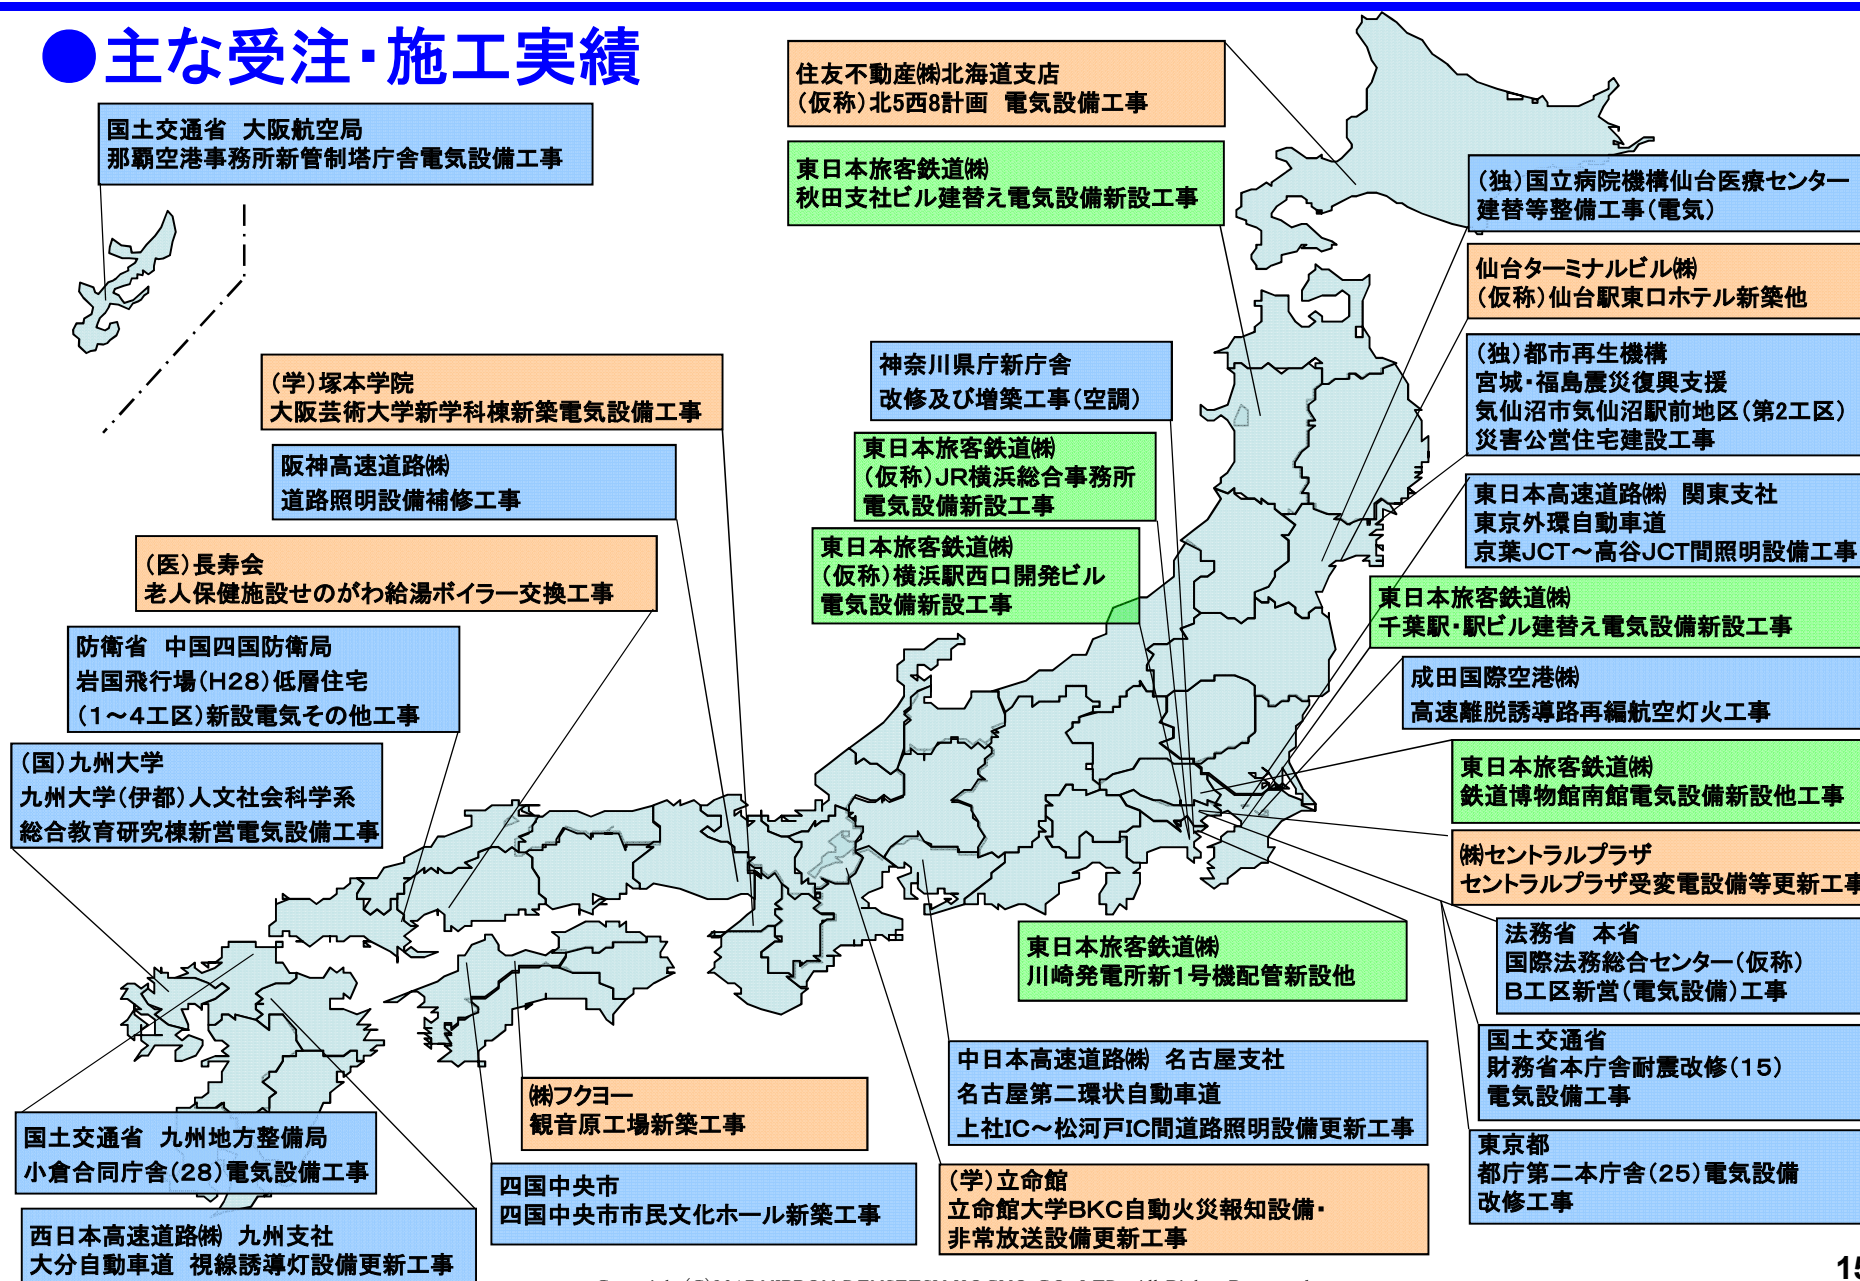 ●主な受注・施工実績
国土交通省 大阪航空局
那覇空港事務所新管制塔庁舎電気設備工事
住友不動産㈱北海道支店
(仮称)北5西8計画 電気設備工事
東日本旅客鉄道㈱
秋田支社ビル建替え電気設備新設工事
(独)国立病院機構仙台医療センター
建替等整備工事(電気)
仙台ターミナルビル㈱
(仮称)仙台駅東口ホテル新築他
(独)都市再生機構
宮城・福島震災復興支援
気仙沼市気仙沼駅前地区(第2工区)
災害公営住宅建設工事
東日本高速道路㈱ 関東支社
東京外環自動車道
京葉JCT～高谷JCT間照明設備工事
東日本旅客鉄道㈱
千葉駅・駅ビル建替え電気設備新設工事
成田国際空港㈱
高速離脱誘導路再編航空灯火工事
東日本旅客鉄道㈱
鉄道博物館南館電気設備新設他工事
㈱セントラルプラザ
セントラルプラザ受変電設備等更新工事
法務省 本省
国際法務総合センター(仮称)
B工区新営(電気設備)工事
国土交通省
財務省本庁舎耐震改修(15)
電気設備工事
東京都
都庁第二本庁舎(25)電気設備
改修工事
神奈川県庁新庁舎
改修及び増築工事(空調)
東日本旅客鉄道㈱
(仮称)JR横浜総合事務所
電気設備新設工事
東日本旅客鉄道㈱
(仮称)横浜駅西口開発ビル
電気設備新設工事
(学)塚本学院
大阪芸術大学新学科棟新築電気設備工事
阪神高速道路㈱
道路照明設備補修工事
(医)長寿会
老人保健施設せのがわ給湯ボイラー交換工事
防衛省 中国四国防衛局
岩国飛行場(H28)低層住宅
(1～4工区)新設電気その他工事
(国)九州大学
九州大学(伊都)人文社会科学系
総合教育研究棟新営電気設備工事
国土交通省 九州地方整備局
小倉合同庁舎(28)電気設備工事
西日本高速道路㈱ 九州支社
大分自動車道 視線誘導灯設備更新工事
㈱フクヨー
観音原工場新築工事
四国中央市
四国中央市市民文化ホール新築工事
東日本旅客鉄道㈱
川崎発電所新1号機配管新設他
中日本高速道路㈱ 名古屋支社
名古屋第二環状自動車道
上社IC～松河戸IC間道路照明設備更新工事
(学)立命館
立命館大学BKC自動火災報知設備・
非常放送設備更新工事